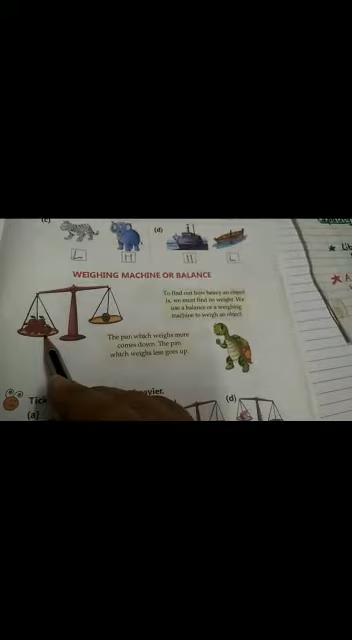 (c)
(d)
L
H
H
L
WEIGHING MACHINE OR BALANCE
To find out how heavy an object
is, we must find its weight. We
use a balance or a weighing
machine to weigh an object.
The pan which weighs more
comes down. The pan
which weighs less goes up.
Tick
(a)
(d)